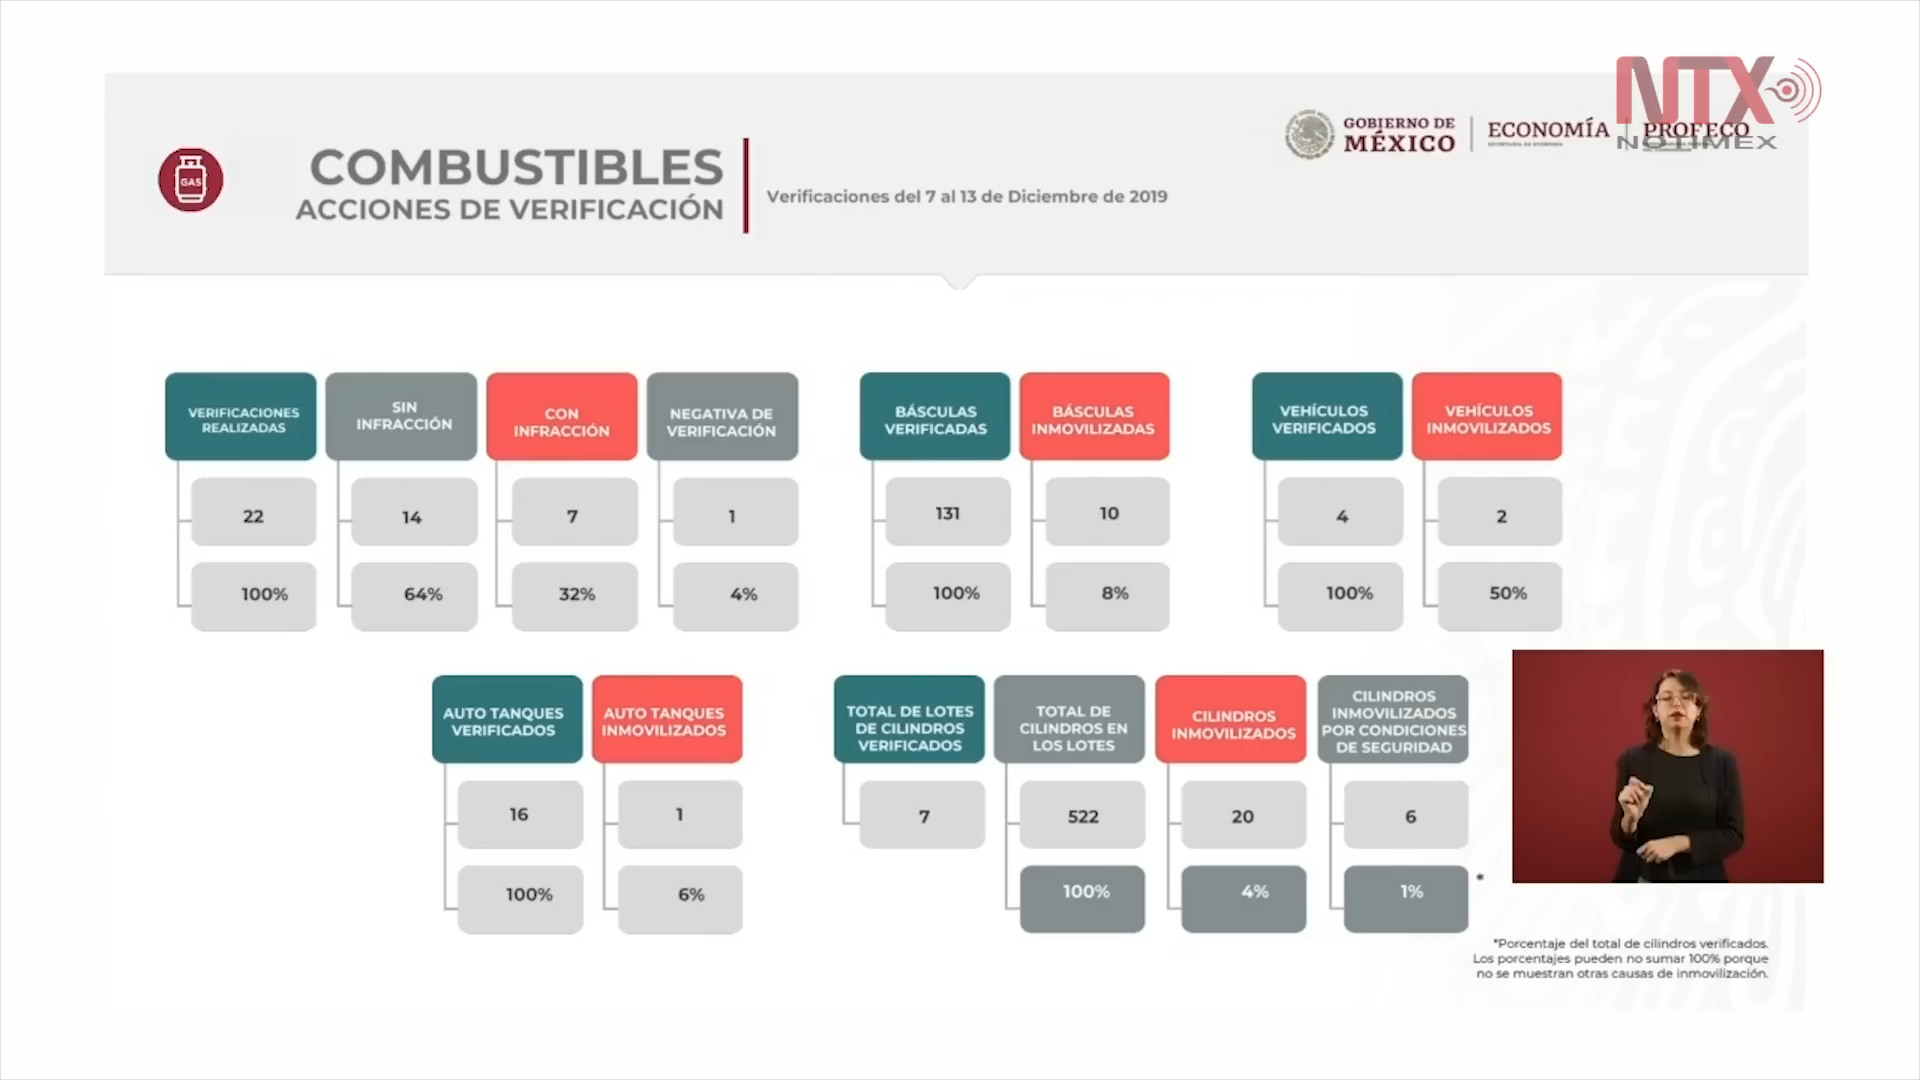 NTX
NOTIMEX
GOBIERNO DE
MÉXICO
ECONOMÍA
PROFECO
GAS
COMBUSTIBLES
ACCIONES DE VERIFICACIÓN
Verificaciones del 7 al 13 de Diciembre de 2019
VERIFICACIONES
REALIZADAS
22
100%
SIN
INFRACCIÓN
14
64%
CON
INFRACCIÓN
7
32%
NEGATIVA DE
VERIFICACIÓN
1
4%
BÁSCULAS
VERIFICADAS
131
100%
BÁSCULAS
INMOVILIZADAS
10
8%
VEHÍCULOS
VERIFICADOS
4
100%
VEHÍCULOS
INMOVILIZADOS
2
50%
AUTO TANQUES
VERIFICADOS
16
100%
AUTO TANQUES
INMOVILIZADOS
1
6%
TOTAL DE LOTES
DE CILINDROS
VERIFICADOS
7
TOTAL DE
CILINDROS EN
LOS LOTES
522
100%
CILINDROS
INMOVILIZADOS
20
4%
CILINDROS
INMOVILIZADOS
POR CONDICIONES
DE SEGURIDAD
6
1%
*
*Porcentaje del total de cilindros verificados.
Los porcentajes pueden no sumar 100% porque
no se muestran otras causas de inmovilización.